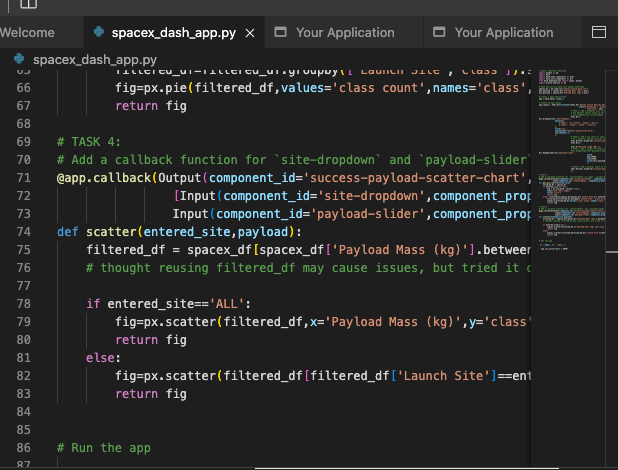 Welcome
spacex_dash_app.py
Your Application
Your Application
spacex_dash_app.py
65 filtered_df=filtered_df.groupby(['Launch Site','class']).s
66 fig=px.pie(filtered_df,values='class count',names='class',
67 return fig
68
69 # TASK 4:
70 # Add a callback function for `site-dropdown` and `payload-slider`
71 @app.callback(Output(component_id='success-payload-scatter-chart',
72 [Input(component_id='site-dropdown',component_prop
73 Input(component_id='payload-slider',component_prop
74 def scatter(entered_site,payload):
75 filtered_df = spacex_df[spacex_df['Payload Mass (kg)'].between
76 # thought reusing filtered_df may cause issues, but tried it o
77
78 if entered_site=='ALL':
79 fig=px.scatter(filtered_df,x='Payload Mass (kg)',y='class'
80 return fig
81 else:
82 fig=px.scatter(filtered_df[filtered_df['Launch Site']==ent
83 return fig
84
85
86 # Run the app
87